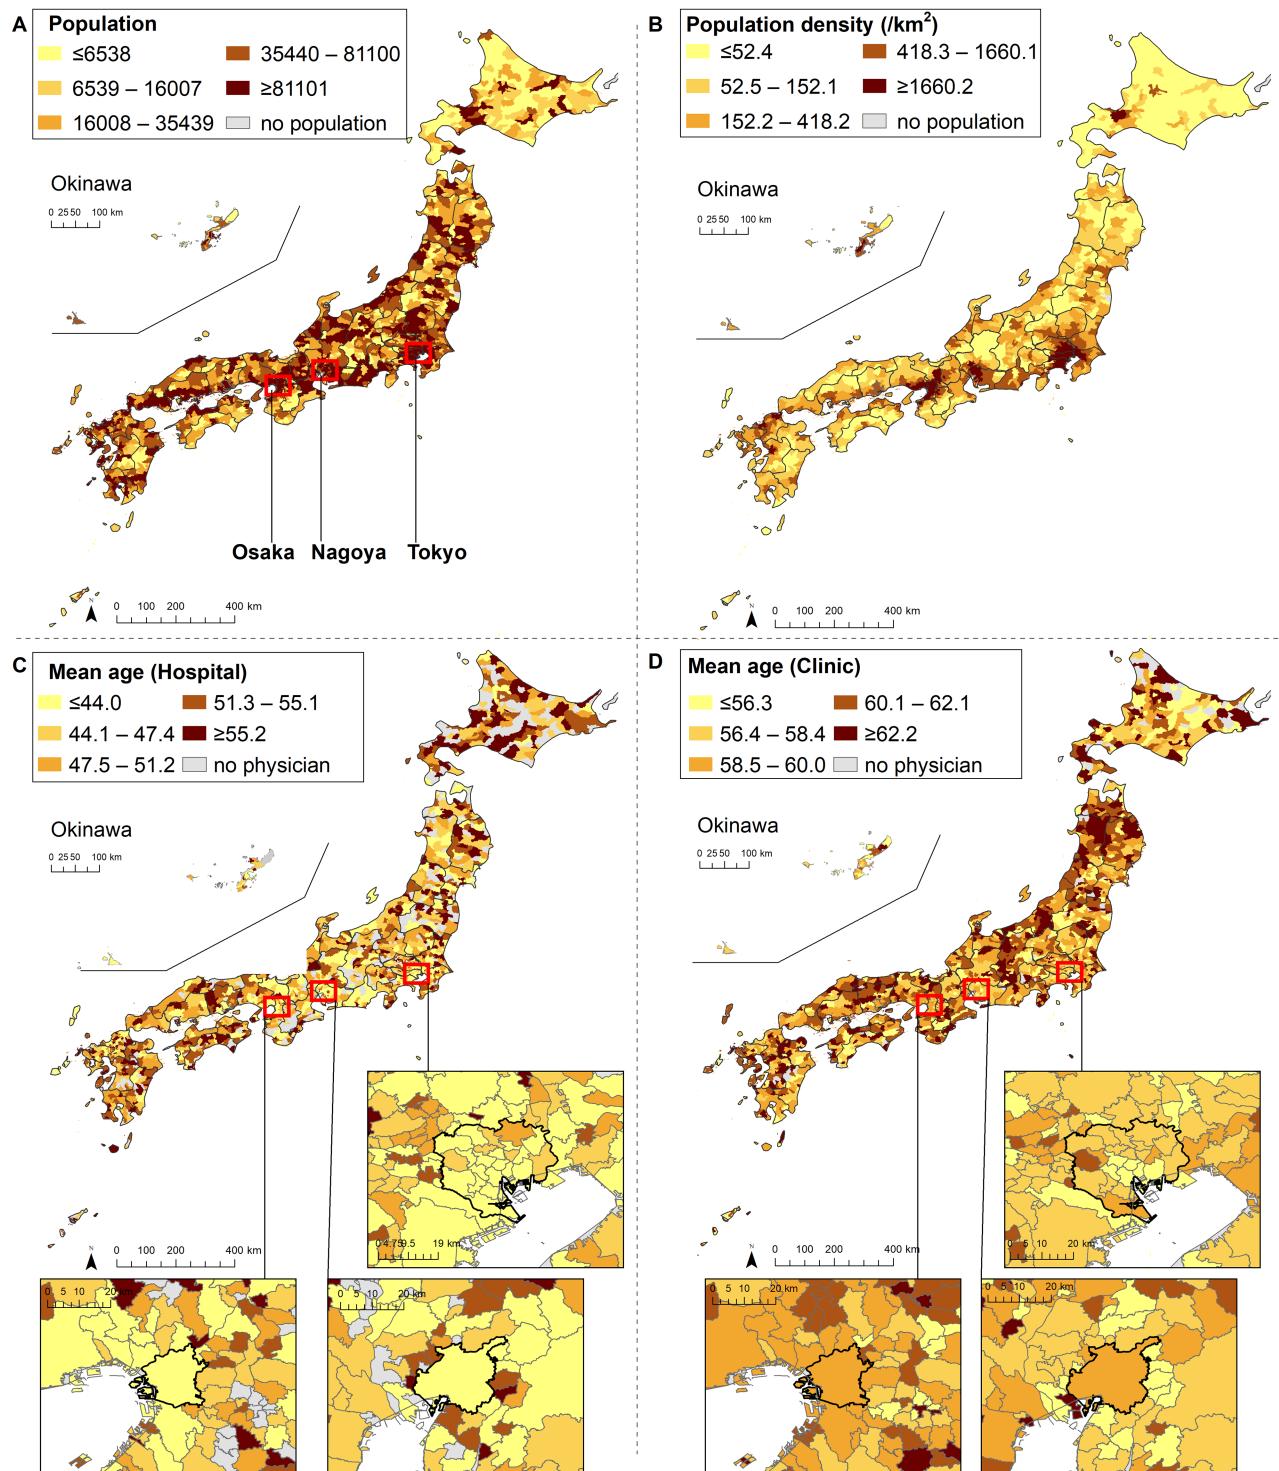 A
Population
≤6538
35440 – 81100
6539 – 16007
≥81101
16008 – 35439
no population
Okinawa
0 25 50 100 km
Osaka Nagoya Tokyo
N
0 100 200 400 km
B
Population density (/km²)
≤52.4
418.3 – 1660.1
52.5 – 152.1
≥1660.2
152.2 – 418.2
no population
Okinawa
0 25 50 100 km
N
0 100 200 400 km
C
Mean age (Hospital)
≤44.0
51.3 – 55.1
44.1 – 47.4
≥55.2
47.5 – 51.2
no physician
Okinawa
0 25 50 100 km
N
0 100 200 400 km
0 4.75 9.5 19 km
0 5 10 20 km
0 5 10 20 km
D
Mean age (Clinic)
≤56.3
60.1 – 62.1
56.4 – 58.4
≥62.2
58.5 – 60.0
no physician
Okinawa
0 25 50 100 km
N
0 100 200 400 km
0 5 10 20 km
0 5 10 20 km
0 5 10 20 km